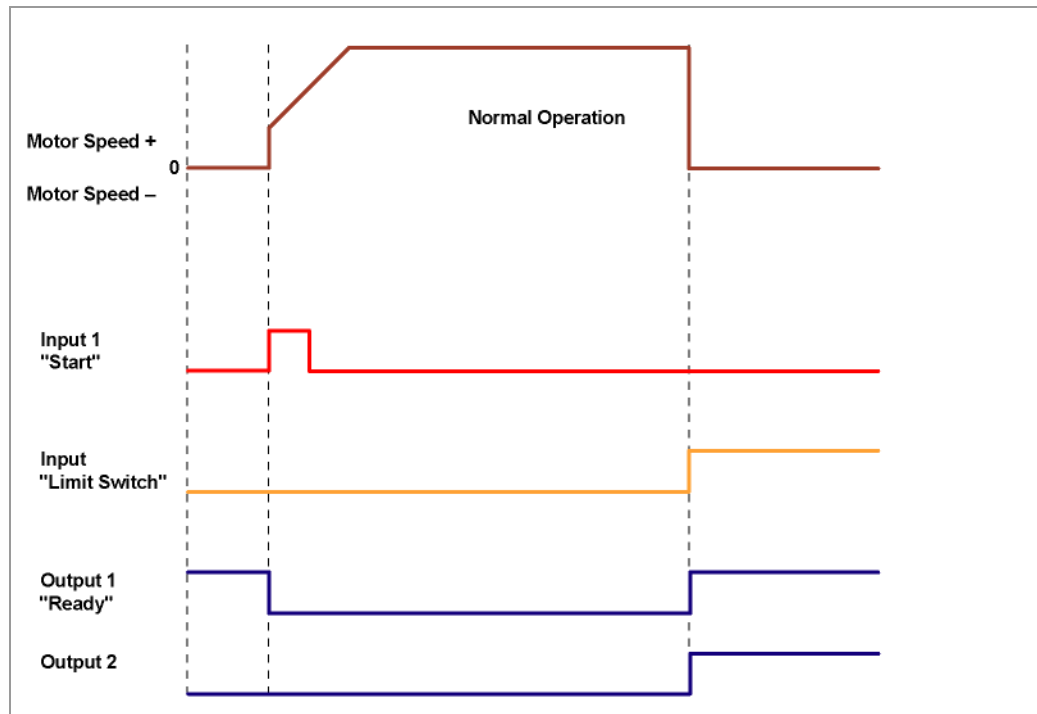 Normal Operation
Motor Speed +
0
Motor Speed –
Input 1
"Start"
Input
"Limit Switch"
Output 1
"Ready"
Output 2